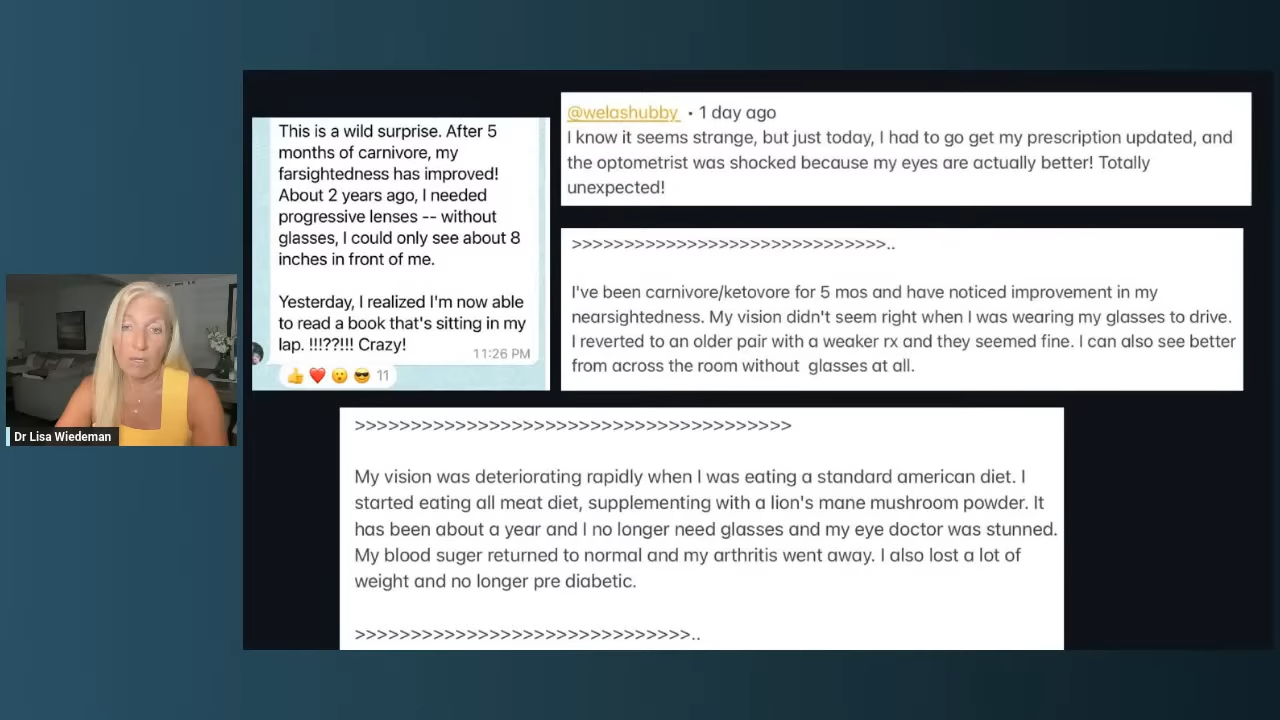 This is a wild surprise. After 5
months of carnivore, my
farsightedness has improved!
About 2 years ago, I needed
progressive lenses -- without
glasses, I could only see about 8
inches in front of me.
Yesterday, I realized I'm now able
to read a book that's sitting in my
lap. !!!??!!! Crazy!
11:26 PM
👍❤️😮😎 11
@welashubby • 1 day ago
I know it seems strange, but just today, I had to go get my prescription updated, and
the optometrist was shocked because my eyes are actually better! Totally
unexpected!
>>>>>>>>>>>>>>>>>>>>>>>>>>>>>>..
I've been carnivore/ketovore for 5 mos and have noticed improvement in my
nearsightedness. My vision didn't seem right when I was wearing my glasses to drive.
I reverted to an older pair with a weaker rx and they seemed fine. I can also see better
from across the room without glasses at all.
>>>>>>>>>>>>>>>>>>>>>>>>>>>>>>>>>>>>>>>
My vision was deteriorating rapidly when I was eating a standard american diet. I
started eating all meat diet, supplementing with a lion's mane mushroom powder. It
has been about a year and I no longer need glasses and my eye doctor was stunned.
My blood suger returned to normal and my arthritis went away. I also lost a lot of
weight and no longer pre diabetic.
>>>>>>>>>>>>>>>>>>>>>>>>>>>>>>..
Dr Lisa Wiedeman